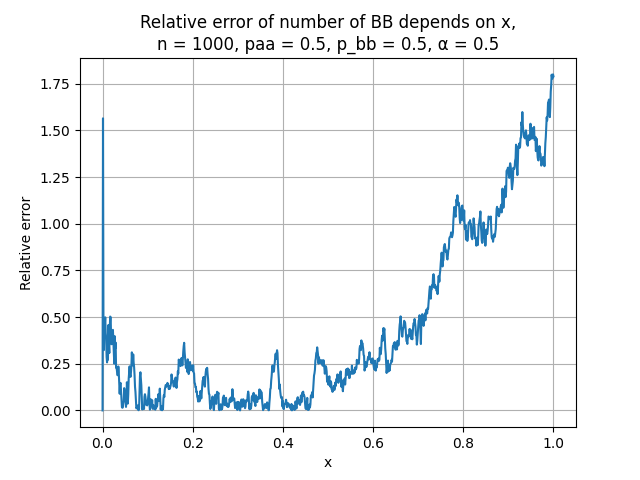 Relative error of number of BB depends on x,
n = 1000, paa = 0.5, p_bb = 0.5, α = 0.5
1.75
1.50
1.25
1.00
0.75
0.50
0.25
0.00
Relative error
0.0 0.2 0.4 0.6 0.8 1.0
x